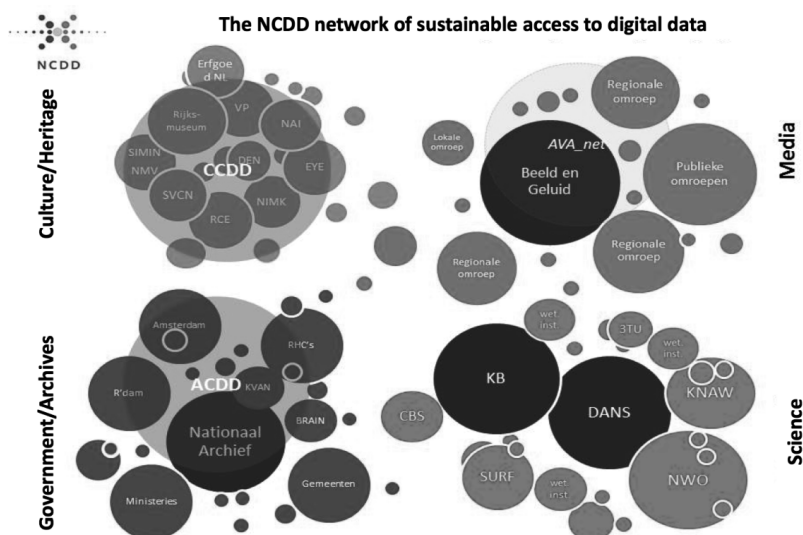 The NCDD network of sustainable access to digital data
NCDD
Culture/Heritage
Erfgoe
d NL
VP
Rijks-
museum
NAI
SIMIN
NMV
DEN
CCDD
EYE
SVCN
NIMK
RCE
Media
Regionale
omroep
Lokale
omroep
AVA_net
Beeld en
Geluid
Publieke
omroepen
Regionale
omroep
Regionale
omroep
Government/Archives
Amsterdam
RHC's
ACDD
KVAN
R'dam
Nationaal
Archief
BRAIN
Ministeries
Gemeenten
Science
wet.
inst.
3TU
wet.
inst.
KB
KNAW
CBS
DANS
SURF
wet.
inst.
NWO